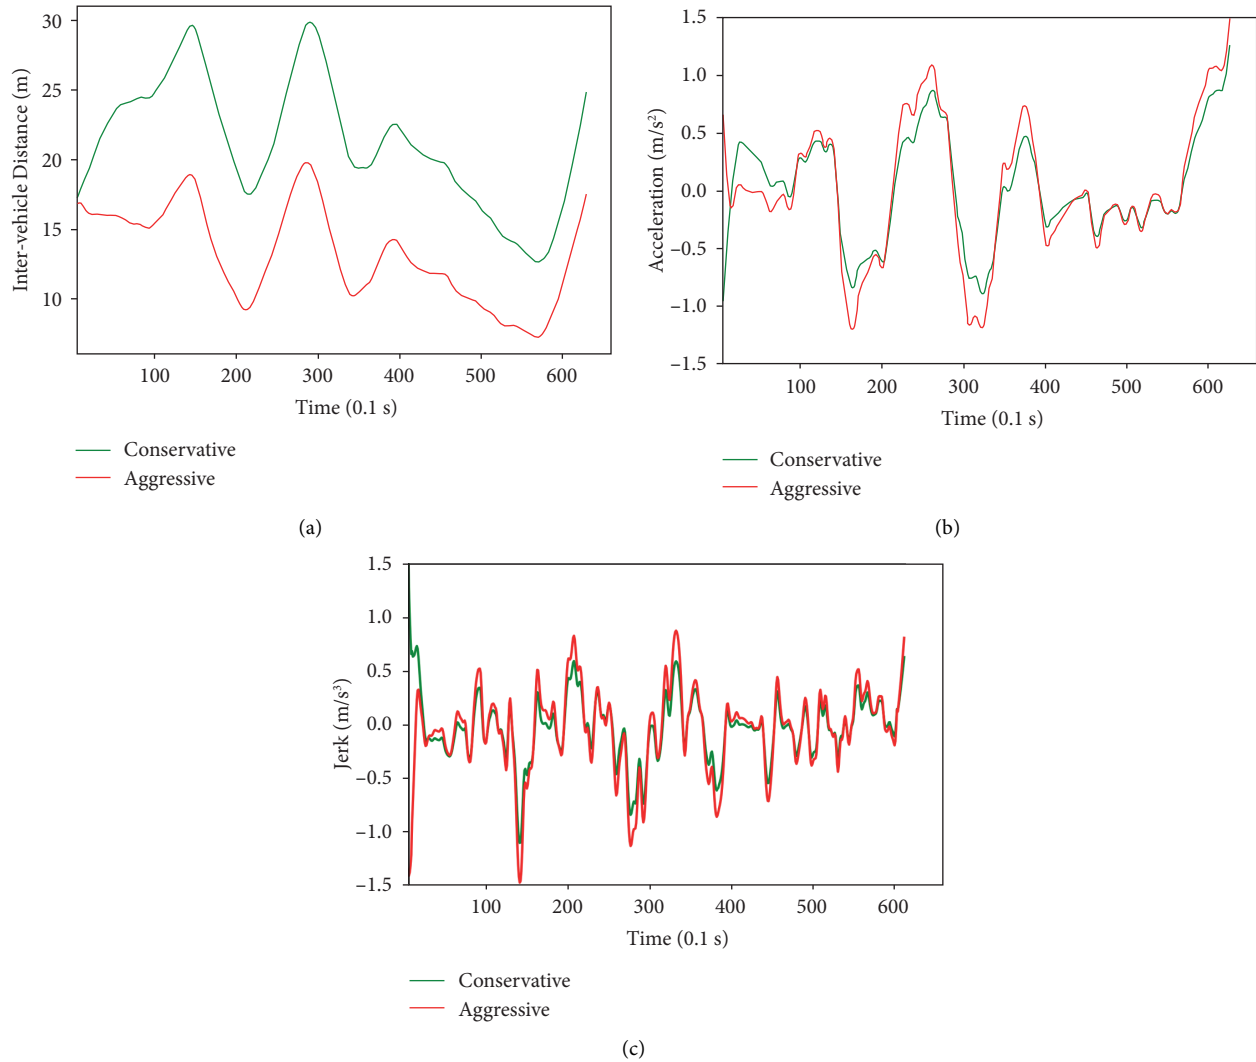 30
25
20
15
10
Inter-vehicle Distance (m)
100 200 300 400 500 600
Time (0.1 s)
Conservative
Aggressive
(a)
1.5
1.0
0.5
0.0
−0.5
−1.0
−1.5
Acceleration (m/s²)
100 200 300 400 500 600
Time (0.1 s)
Conservative
Aggressive
(b)
1.5
1.0
0.5
0.0
−0.5
−1.0
−1.5
Jerk (m/s³)
100 200 300 400 500 600
Time (0.1 s)
Conservative
Aggressive
(c)